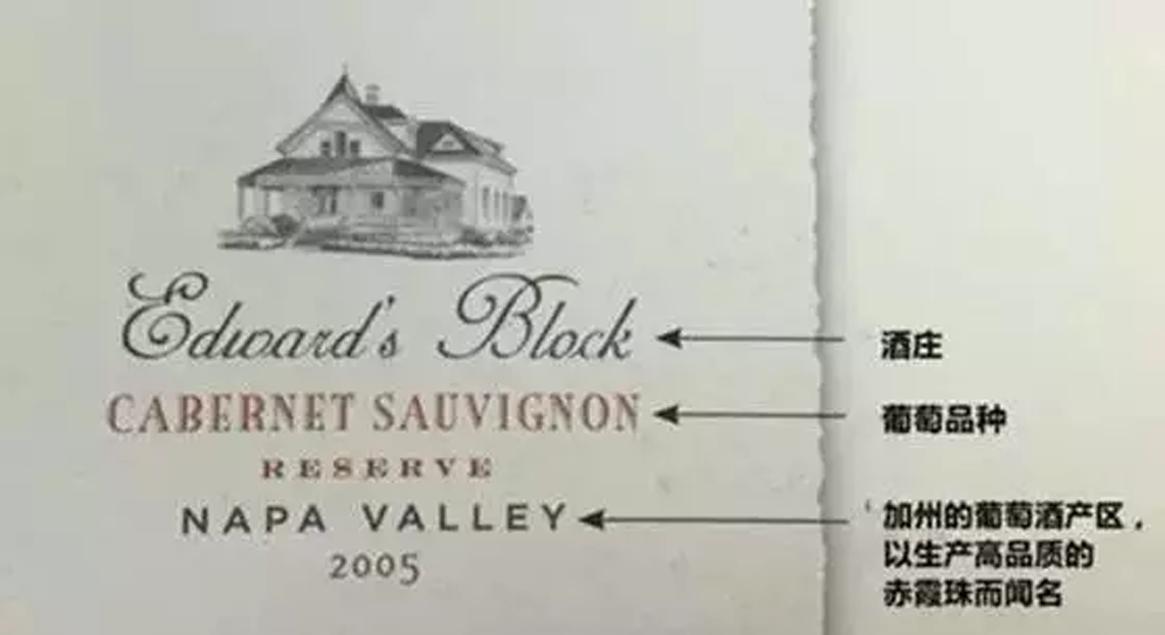 Edward's Block
CABERNET SAUVIGNON
RESERVE
NAPA VALLEY
2005
酒庄
葡萄品种
加州的葡萄酒产区，
以生产高品质的
赤霞珠而闻名